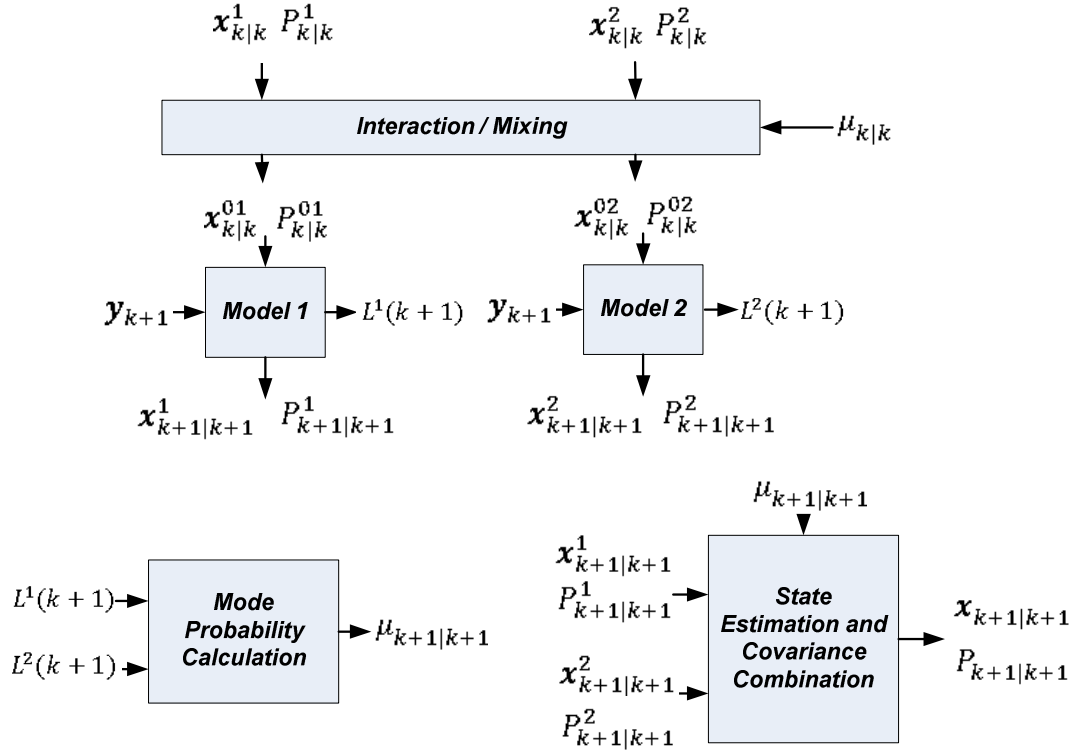 x¹ₖ|ₖ P¹ₖ|ₖ x²ₖ|ₖ P²ₖ|ₖ
Interaction / Mixing
μₖ|ₖ
x⁰¹ₖ|ₖ P⁰¹ₖ|ₖ x⁰²ₖ|ₖ P⁰²ₖ|ₖ
yₖ₊₁ Model 1 L¹(k + 1)
yₖ₊₁ Model 2 L²(k + 1)
x¹ₖ₊₁|ₖ₊₁ P¹ₖ₊₁|ₖ₊₁ x²ₖ₊₁|ₖ₊₁ P²ₖ₊₁|ₖ₊₁
L¹(k + 1)
L²(k + 1)
Mode
Probability
Calculation
μₖ₊₁|ₖ₊₁
μₖ₊₁|ₖ₊₁
x¹ₖ₊₁|ₖ₊₁
P¹ₖ₊₁|ₖ₊₁
x²ₖ₊₁|ₖ₊₁
P²ₖ₊₁|ₖ₊₁
State
Estimation and
Covariance
Combination
xₖ₊₁|ₖ₊₁
Pₖ₊₁|ₖ₊₁